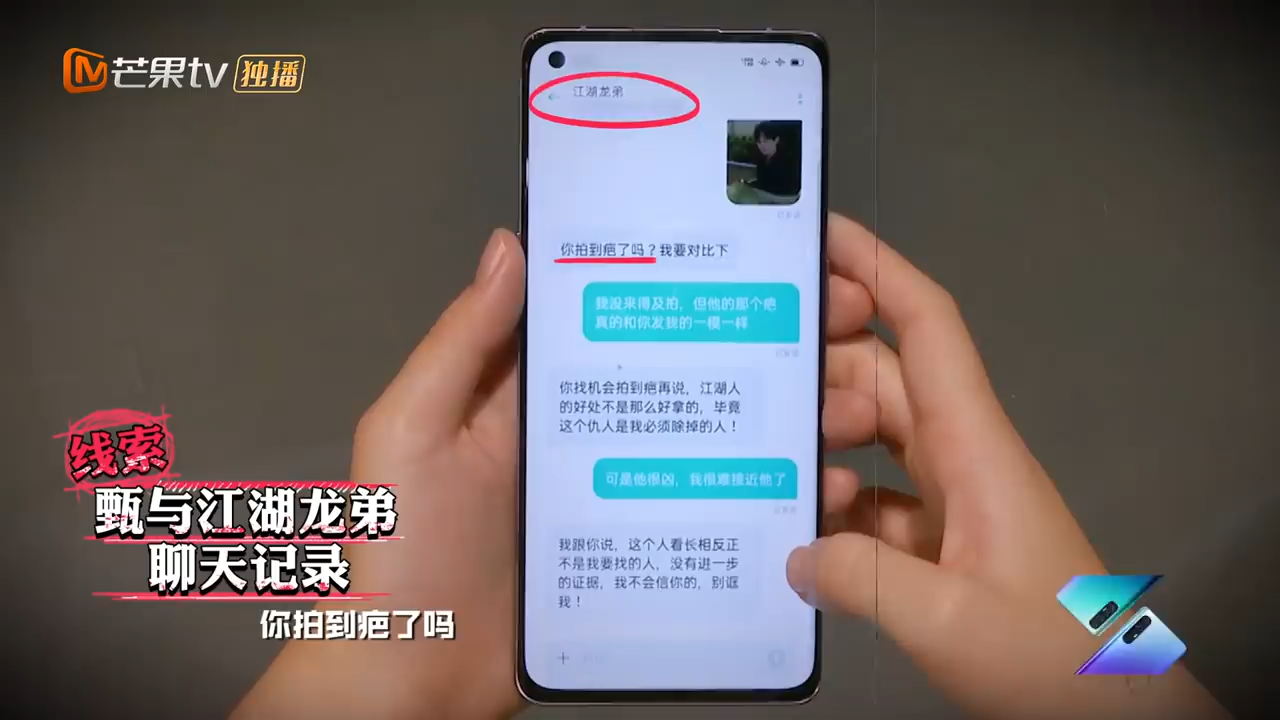 芒果tv 独播
江湖龙弟
你拍到疤了吗？我要对比下
我没来得及拍，但他的那个疤
真的和你发我的一模一样
你找机会拍到疤再说，江湖人
的好处不是那么好拿的，毕竟
这个仇人是我必须除掉的人！
可是他很凶，我很难接近他了
我跟你说，这个人看长相反正
不是我要找的人，没有进一步
的证据，我不会信你的，别诓
我！
线索
甄与江湖龙弟
聊天记录
你拍到疤了吗